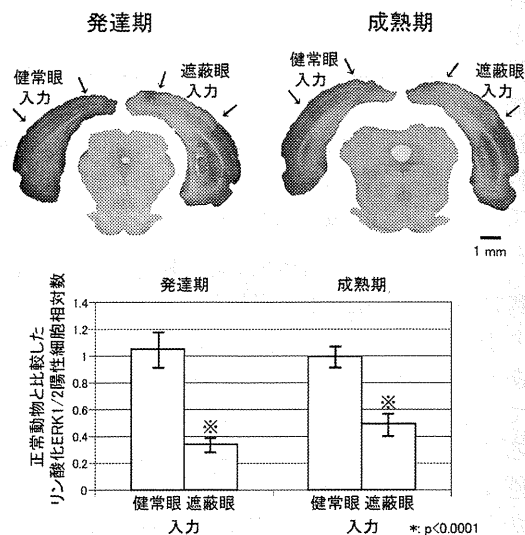 発達期
成熟期
健常眼
入力
遮蔽眼
入力
健常眼
入力
遮蔽眼
入力
1 mm
正常動物と比較した
リン酸化ERK1/2陽性細胞相対数
発達期
成熟期
1.4
1.2
1
0.8
0.6
0.4
0.2
0
※
※
健常眼 遮蔽眼
入力
健常眼 遮蔽眼
入力
*: p<0.0001